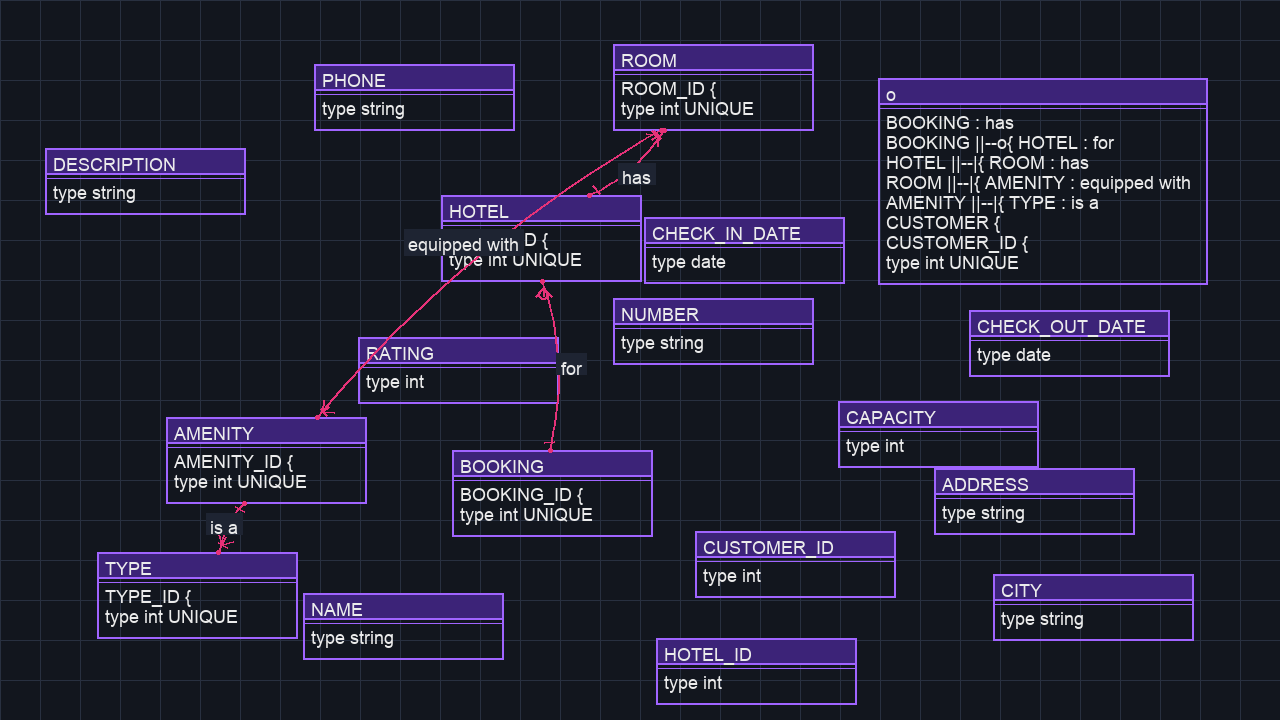 ROOM
ROOM_ID {
type int UNIQUE
PHONE
type string
o
BOOKING : has
BOOKING ||--o{ HOTEL : for
HOTEL ||--|{ ROOM : has
ROOM ||--|{ AMENITY : equipped with
AMENITY ||--|{ TYPE : is a
CUSTOMER {
CUSTOMER_ID {
type int UNIQUE
DESCRIPTION
type string
has
HOTEL
equipped with
D {
type int UNIQUE
CHECK_IN_DATE
type date
NUMBER
type string
CHECK_OUT_DATE
type date
RATING
type int
for
CAPACITY
type int
AMENITY
AMENITY_ID {
type int UNIQUE
BOOKING
BOOKING_ID {
type int UNIQUE
ADDRESS
type string
is a
CUSTOMER_ID
type int
TYPE
TYPE_ID {
type int UNIQUE
NAME
type string
CITY
type string
HOTEL_ID
type int